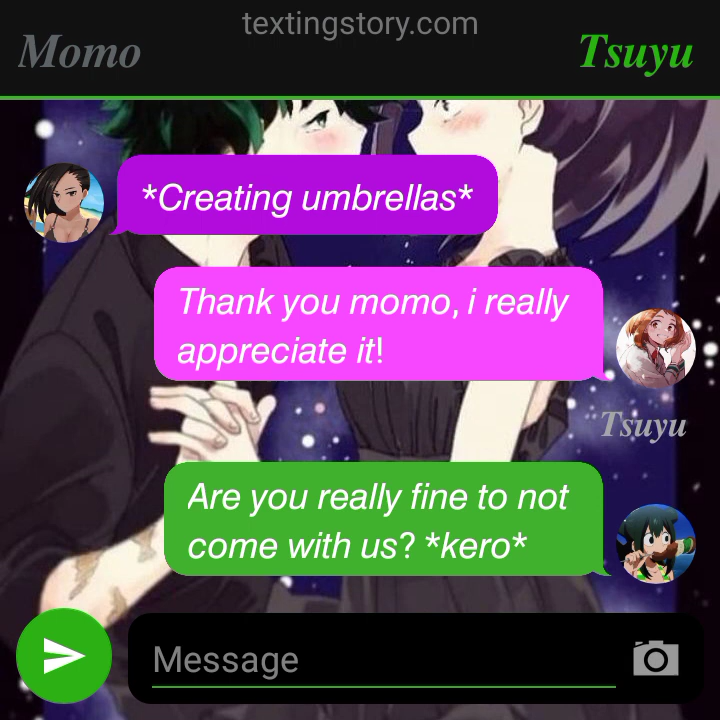 textingstory.com
Momo
Tsuyu
*Creating umbrellas*
Thank you momo, i really
appreciate it!
Tsuyu
Are you really fine to not
come with us? *kero*
Message